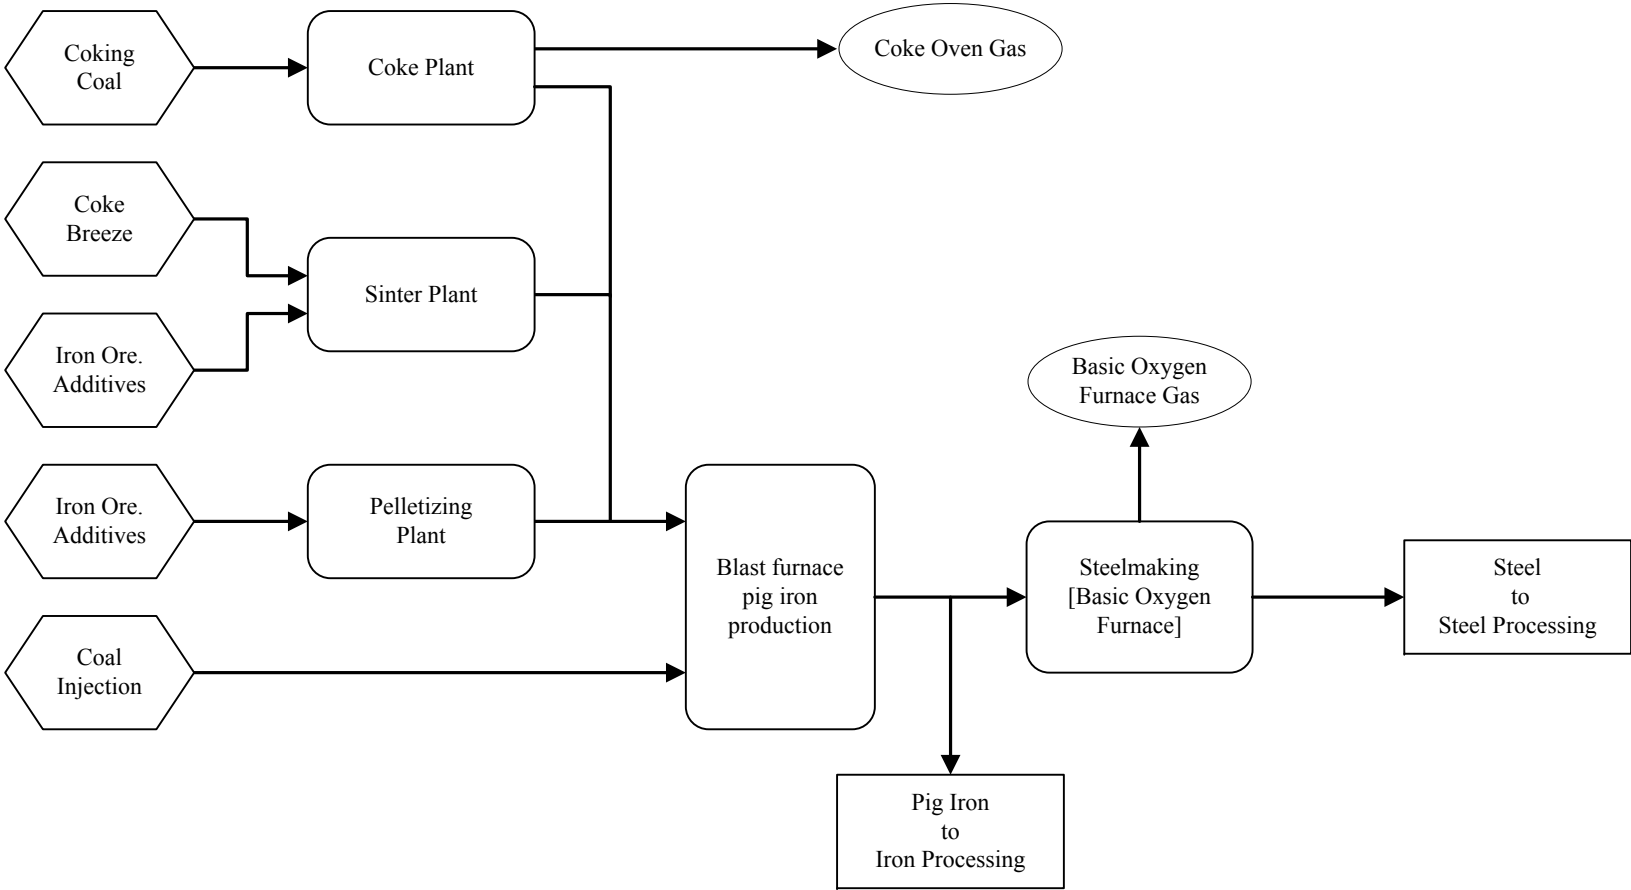 Coking
Coal
Coke Plant
Coke Oven Gas
Coke
Breeze
Sinter Plant
Iron Ore.
Additives
Basic Oxygen
Furnace Gas
Iron Ore.
Additives
Pelletizing
Plant
Blast furnace
pig iron
production
Steelmaking
[Basic Oxygen
Furnace]
Steel
to
Steel Processing
Coal
Injection
Pig Iron
to
Iron Processing